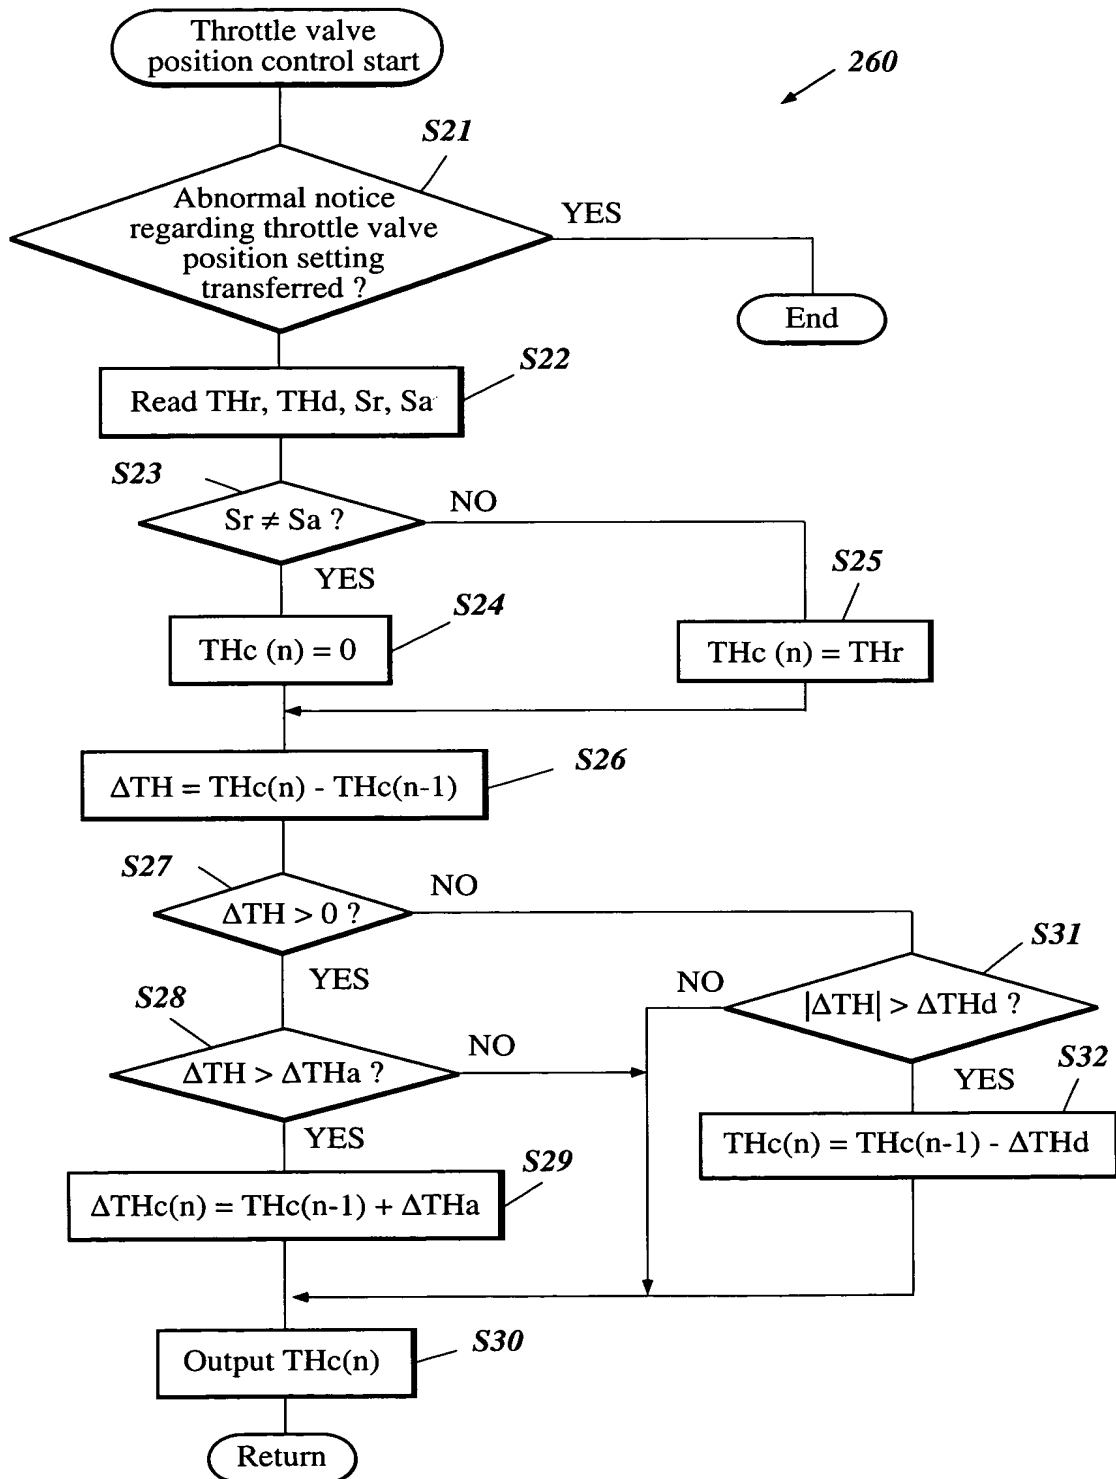 Throttle valve
position control start
260
S21
Abnormal notice
regarding throttle valve
position setting
transferred ?
YES
End
S22
Read THr, THd, Sr, Sa
S23
Sr ≠ Sa ?
NO
YES
S24
THc (n) = 0
S25
THc (n) = THr
S26
ΔTH = THc(n) - THc(n-1)
S27
ΔTH > 0 ?
NO
YES
S31
|ΔTH| > ΔTHd ?
NO
YES
S28
ΔTH > ΔTHa ?
NO
YES
S32
THc(n) = THc(n-1) - ΔTHd
S29
ΔTHc(n) = THc(n-1) + ΔTHa
S30
Output THc(n)
Return